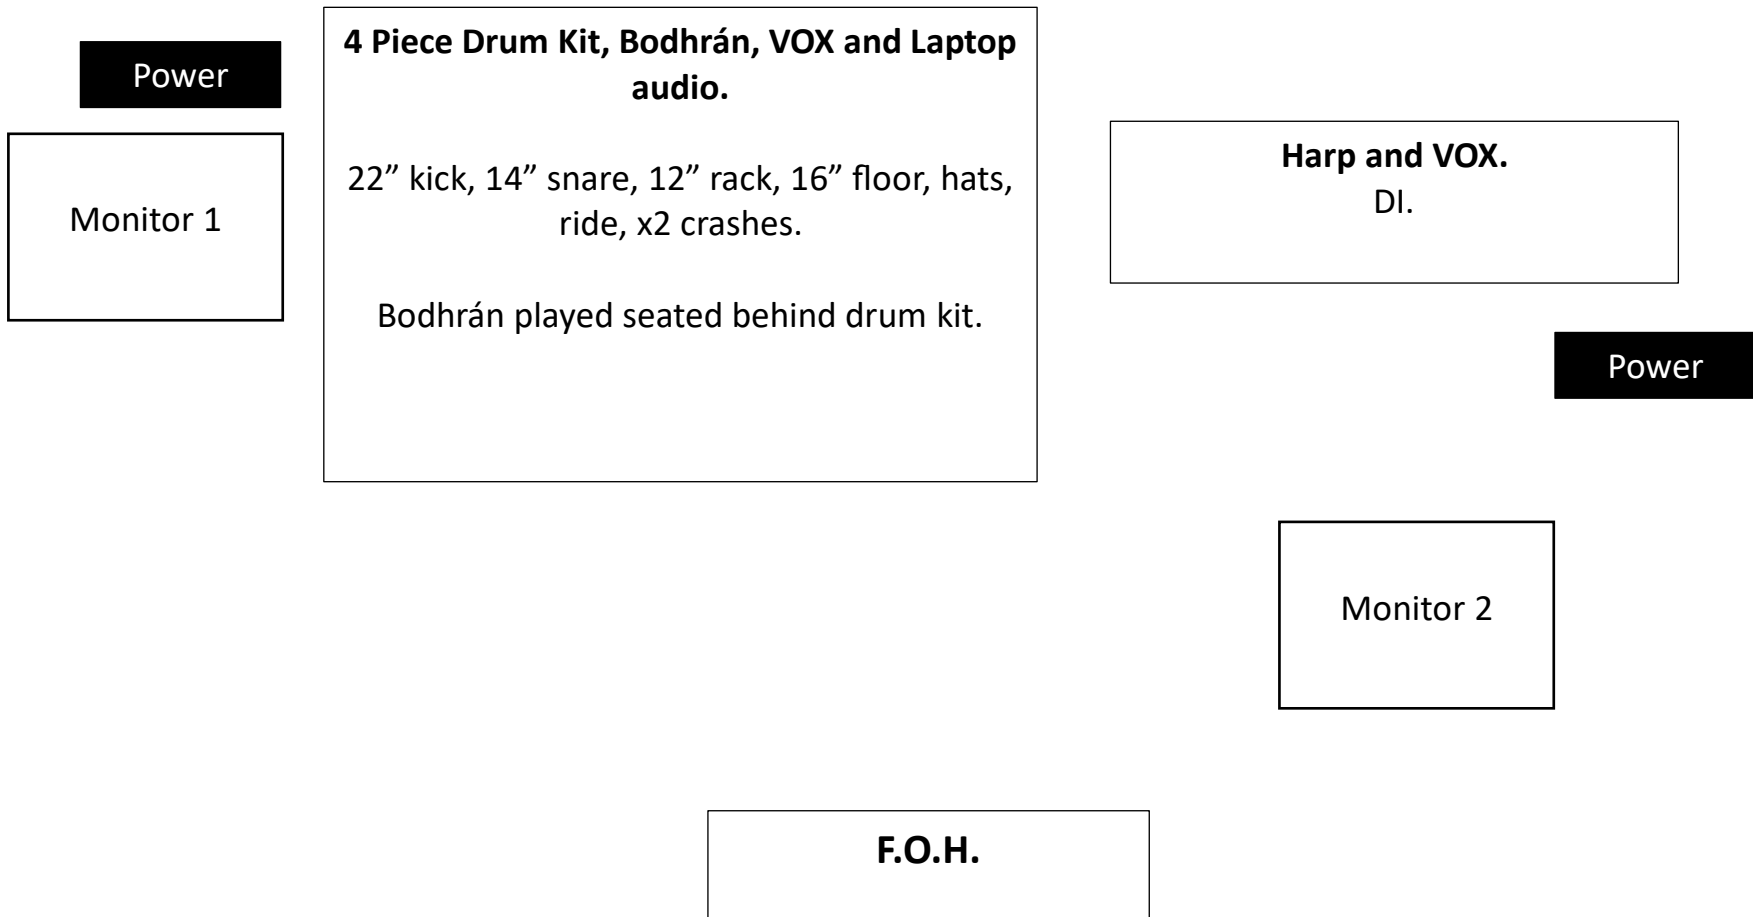 Power
Monitor 1
4 Piece Drum Kit, Bodhrán, VOX and Laptop
audio.
22” kick, 14” snare, 12” rack, 16” floor, hats,
ride, x2 crashes.
Bodhrán played seated behind drum kit.
Harp and VOX.
DI.
Power
Monitor 2
F.O.H.